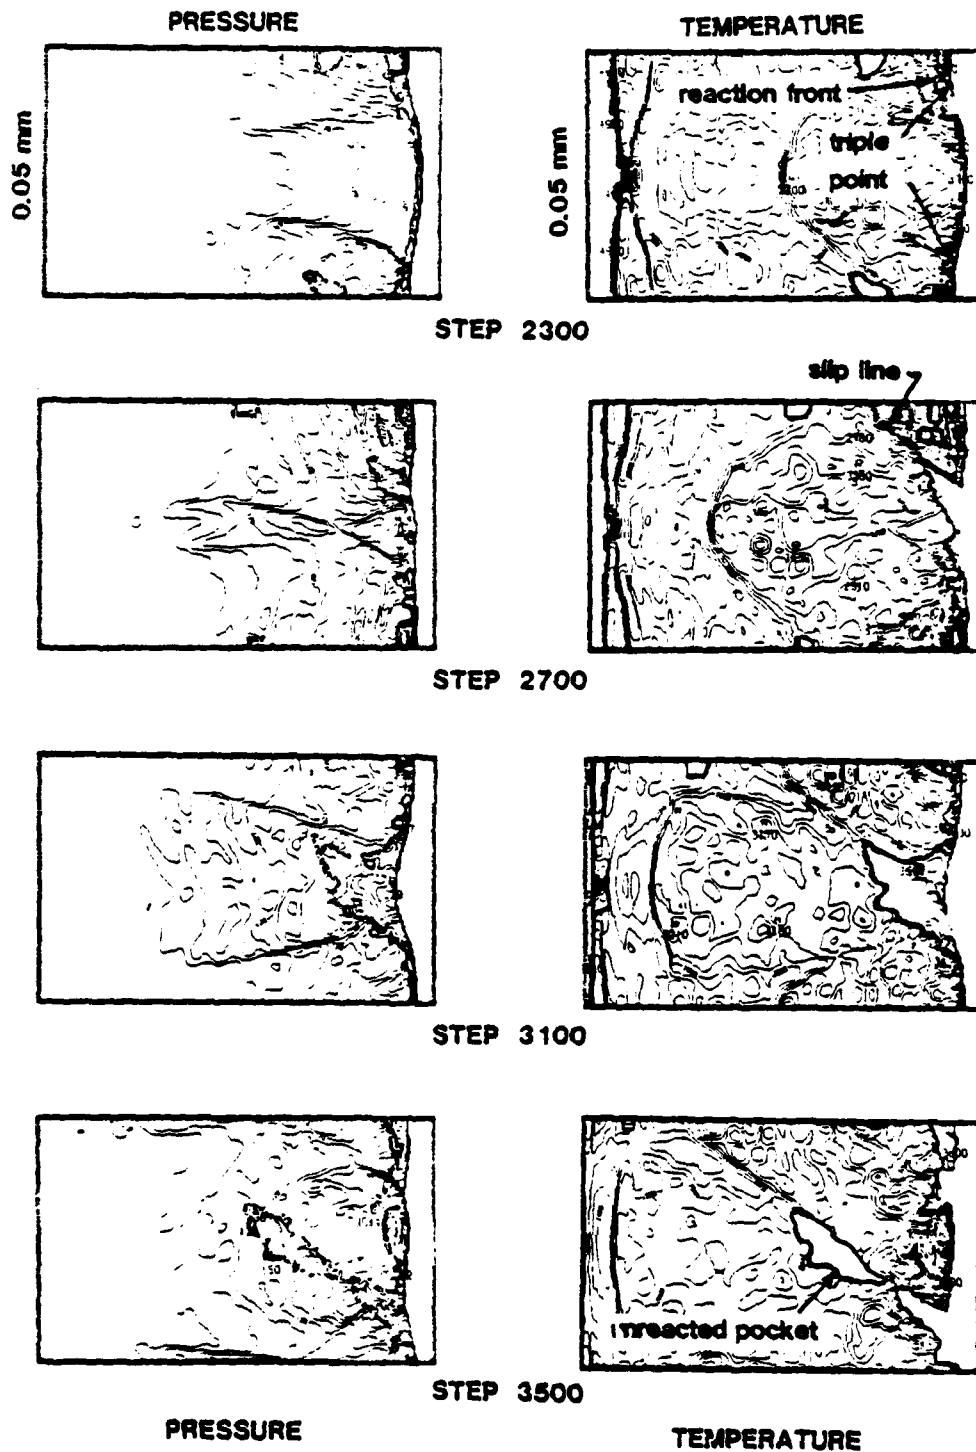 PRESSURE
TEMPERATURE
0.05 mm
0.05 mm
reaction front
triple
point
STEP 2300
slip line
STEP 2700
STEP 3100
unreacted pocket
STEP 3500
PRESSURE
TEMPERATURE